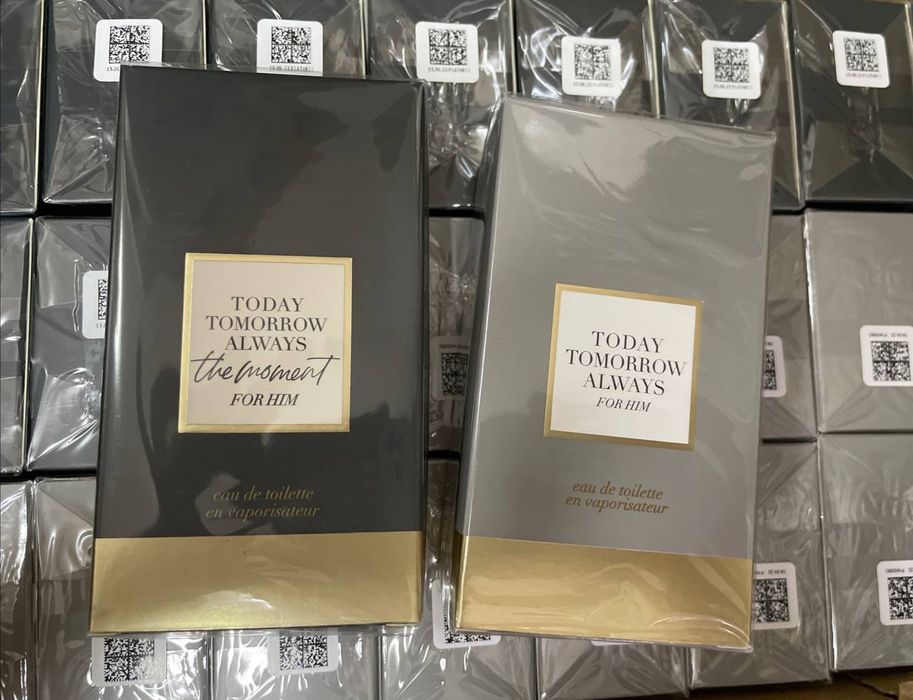 TODAY
TOMORROW
ALWAYS
the moment
FOR HIM
eau de toilette
en vaporisateur
TODAY
TOMORROW
ALWAYS
FOR HIM
eau de toilette
en vaporisateur